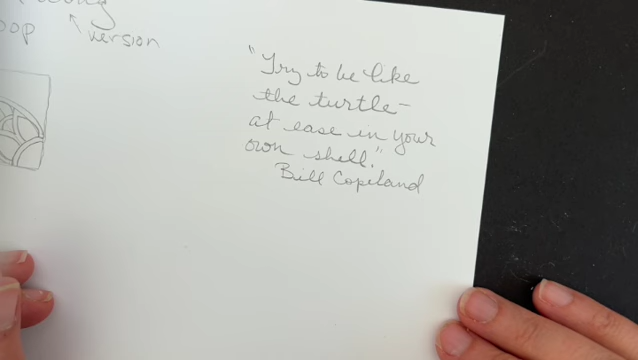 version
"Try to be like
the turtle—
at ease in your
own shell."
Bill Copeland